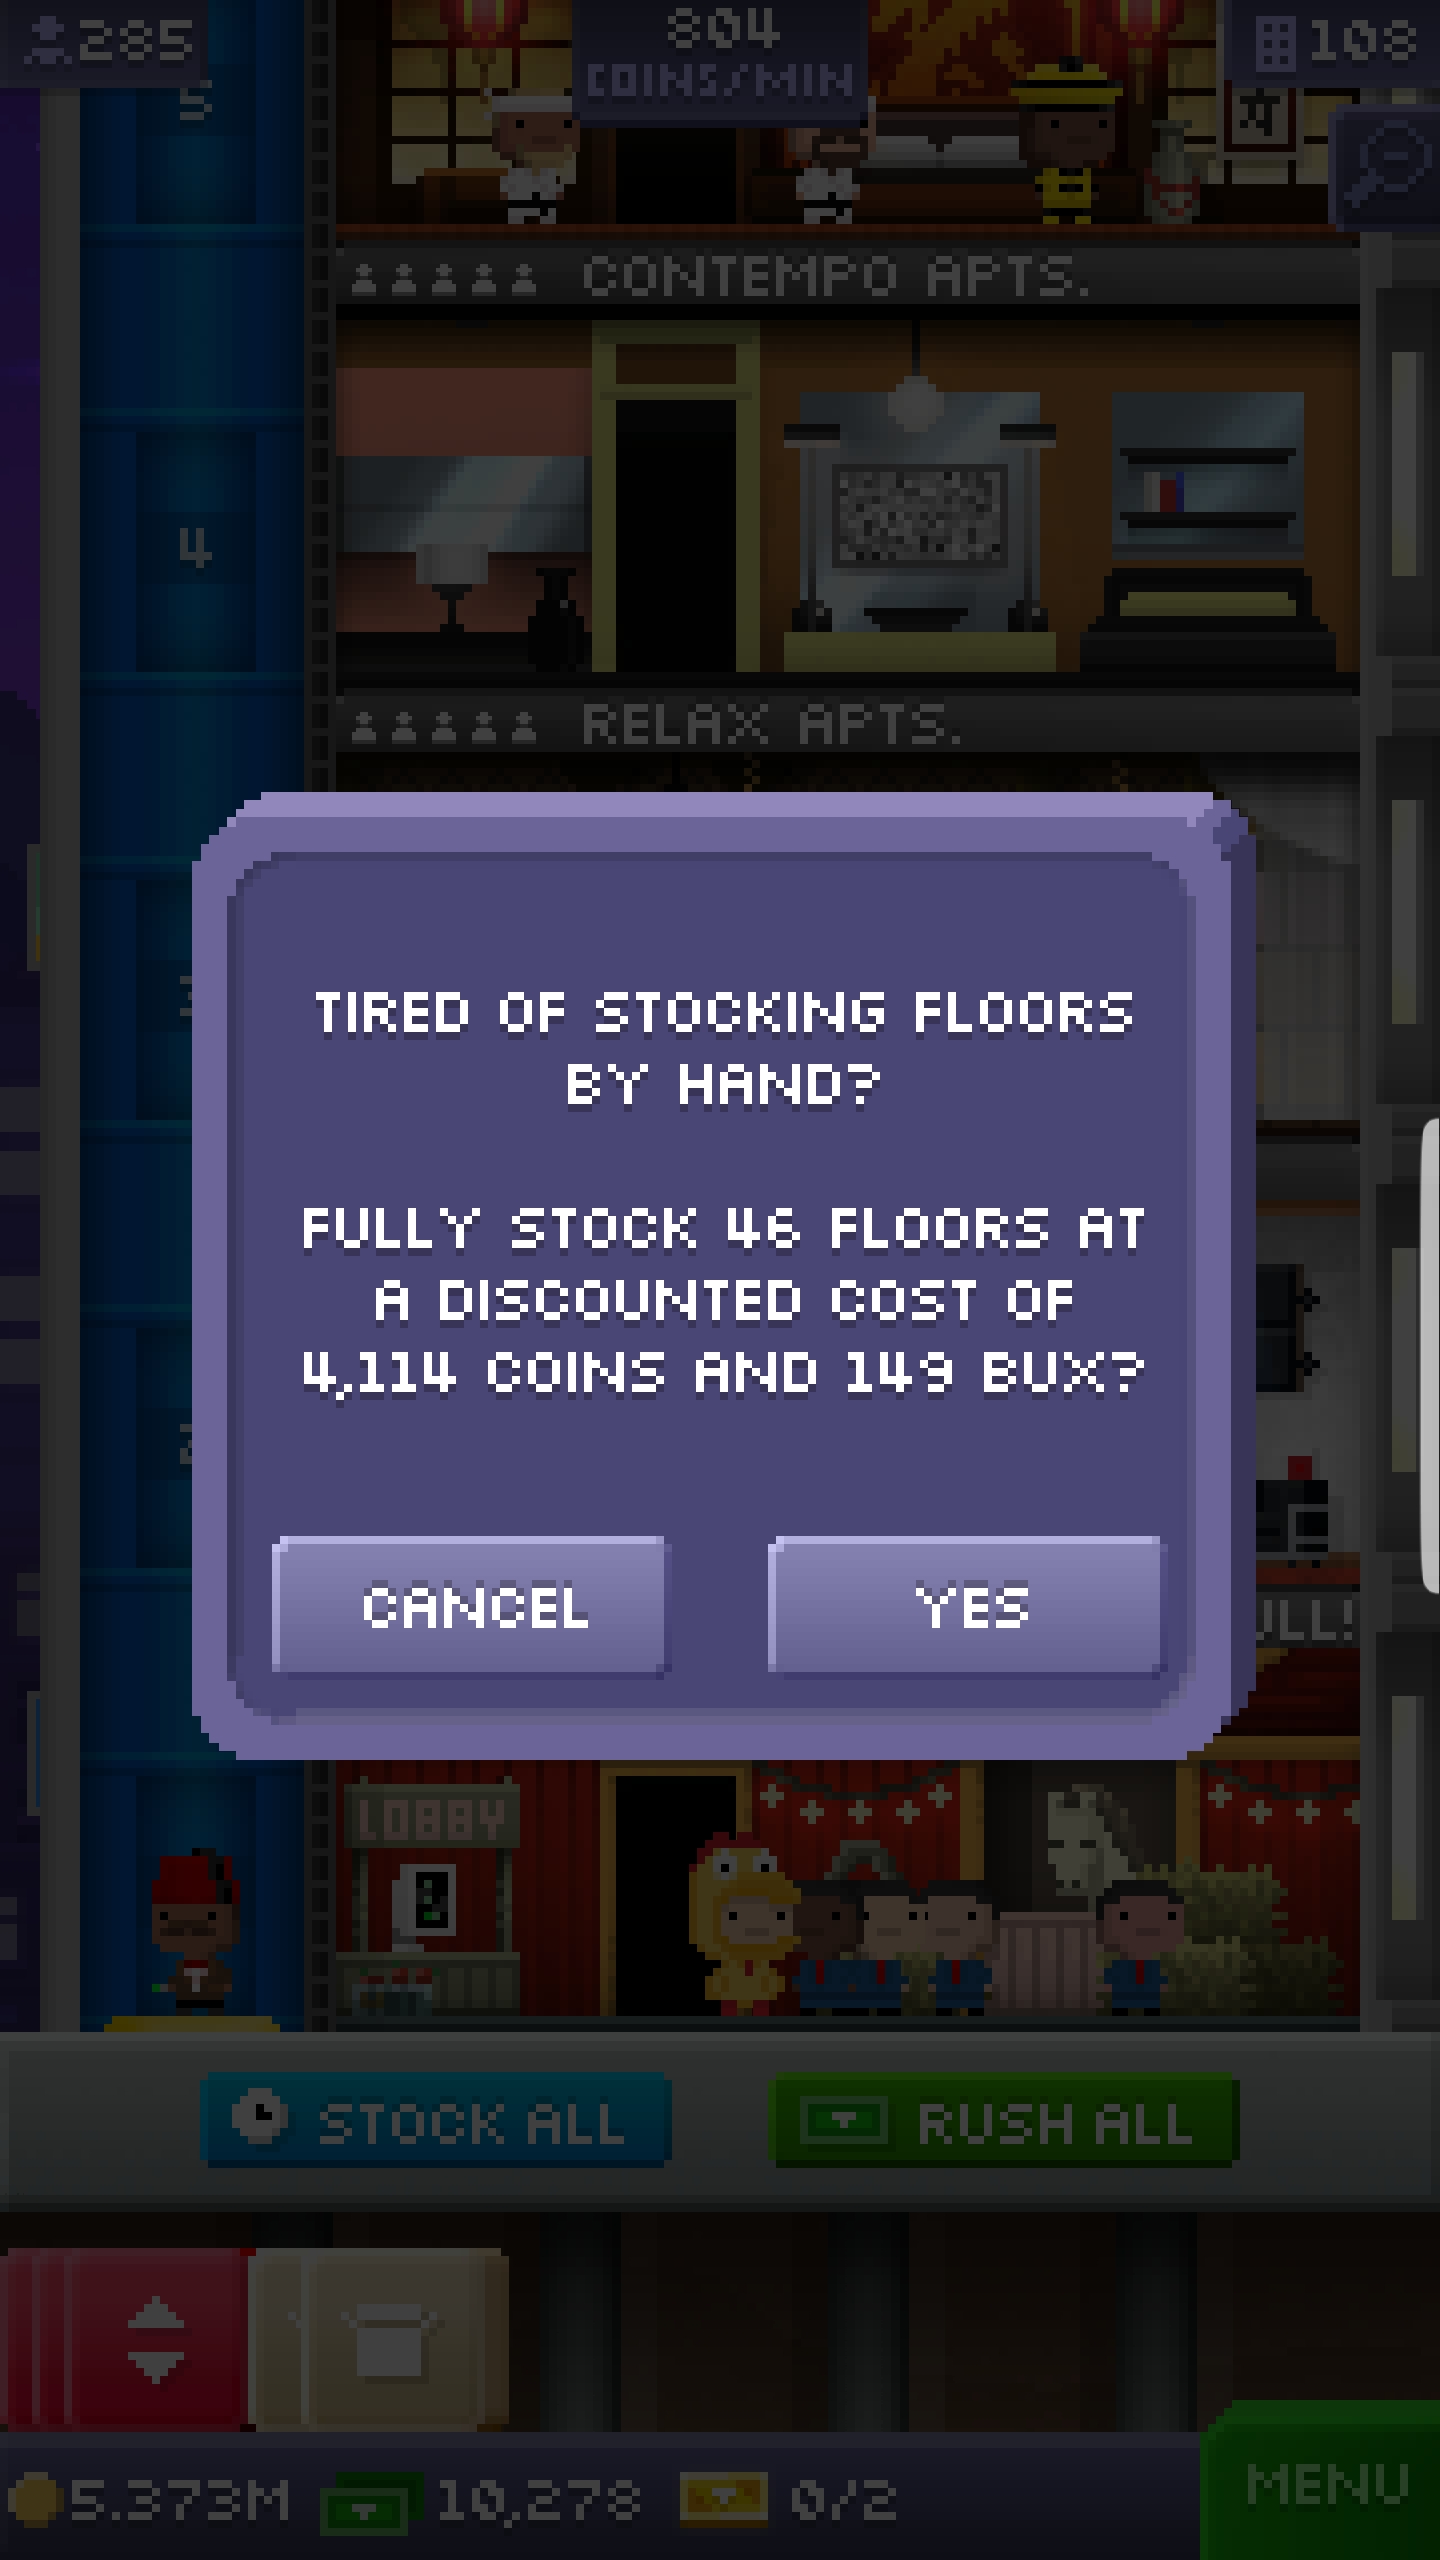 285
804
COINS/MIN
108
5
CONTEMPO APTS.
4
RELAX APTS.
TIRED OF STOCKING FLOORS
BY HAND?
FULLY STOCK 46 FLOORS AT
A DISCOUNTED COST OF
4,114 COINS AND 149 BUX?
CANCEL
YES
LOBBY
STOCK ALL
RUSH ALL
5.373M
10,278
0/2
MENU